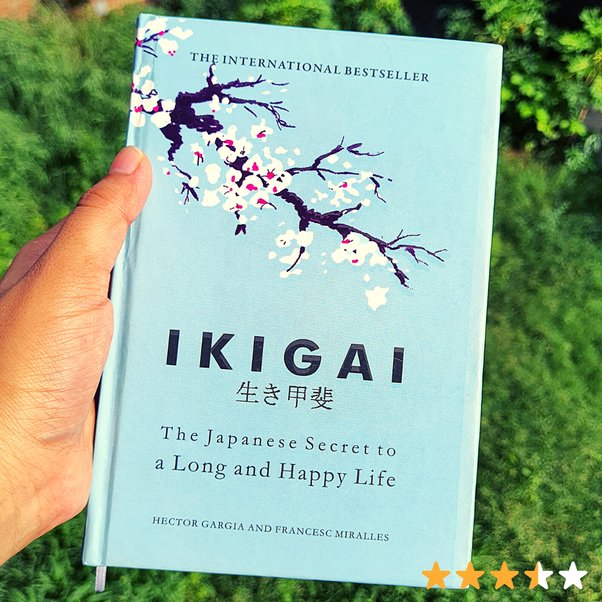 THE INTERNATIONAL BESTSELLER
IKIGAI
生き甲斐
The Japanese Secret to
a Long and Happy Life
HECTOR GARGIA AND FRANCESC MIRALLES